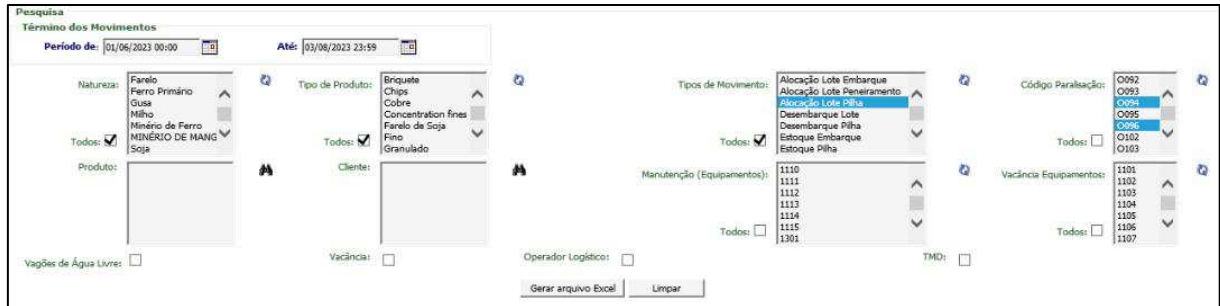 Pesquisa
Término dos Movimentos
Período de: 01/06/2023 00:00 Até: 03/08/2023 23:59
Natureza:
Farelo
Ferro Primário
Gusa
Milho
Minério de Ferro
MINÉRIO DE MANG
Soja
Todos:
Tipo de Produto:
Briquete
Chips
Cobre
Concentration fines
Farelo de Soja
Fino
Granulado
Todos:
Tipos de Movimento:
Alocação Lote Embarque
Alocação Lote Peneiramento
Alocação Lote Pilha
Desembarque Lote
Desembarque Pilha
Estoque Embarque
Estoque Pilha
Todos:
Código Paralisação:
O092
O093
O094
O095
O096
O102
O103
Todos:
Produto:
Cliente:
Manutenção (Equipamentos):
1110
1111
1112
1113
1114
1115
1301
Todos:
Vacância Equipamentos:
1101
1102
1103
1104
1105
1106
1107
Todos:
Vagões de Água Livre: Vacância: Operador Logístico: TMD:
Gerar arquivo Excel Limpar